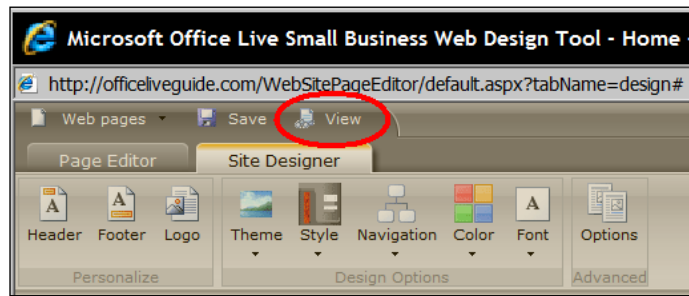 Microsoft Office Live Small Business Web Design Tool - Home -
http://officeliveguide.com/WebSitePageEditor/default.aspx?tabName=design#
Web pages Save View
Page Editor Site Designer
A A A
Header Footer Logo Theme Style Navigation Color Font Options
Personalize Design Options Advanced